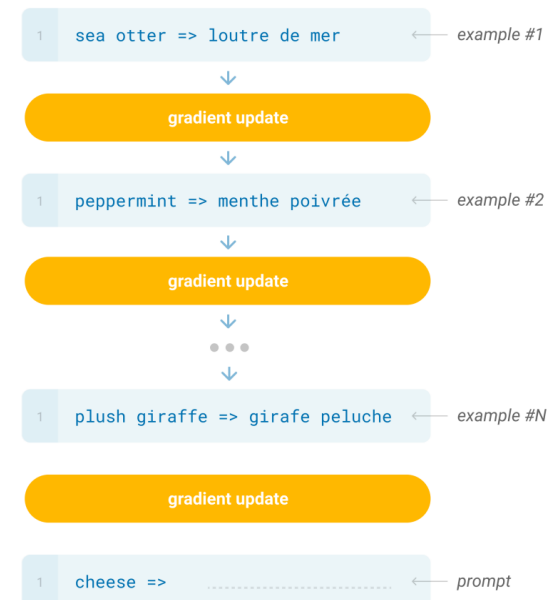 1 sea otter => loutre de mer example #1
gradient update
1 peppermint => menthe poivrée example #2
gradient update
1 plush giraffe => girafe peluche example #N
gradient update
1 cheese => prompt